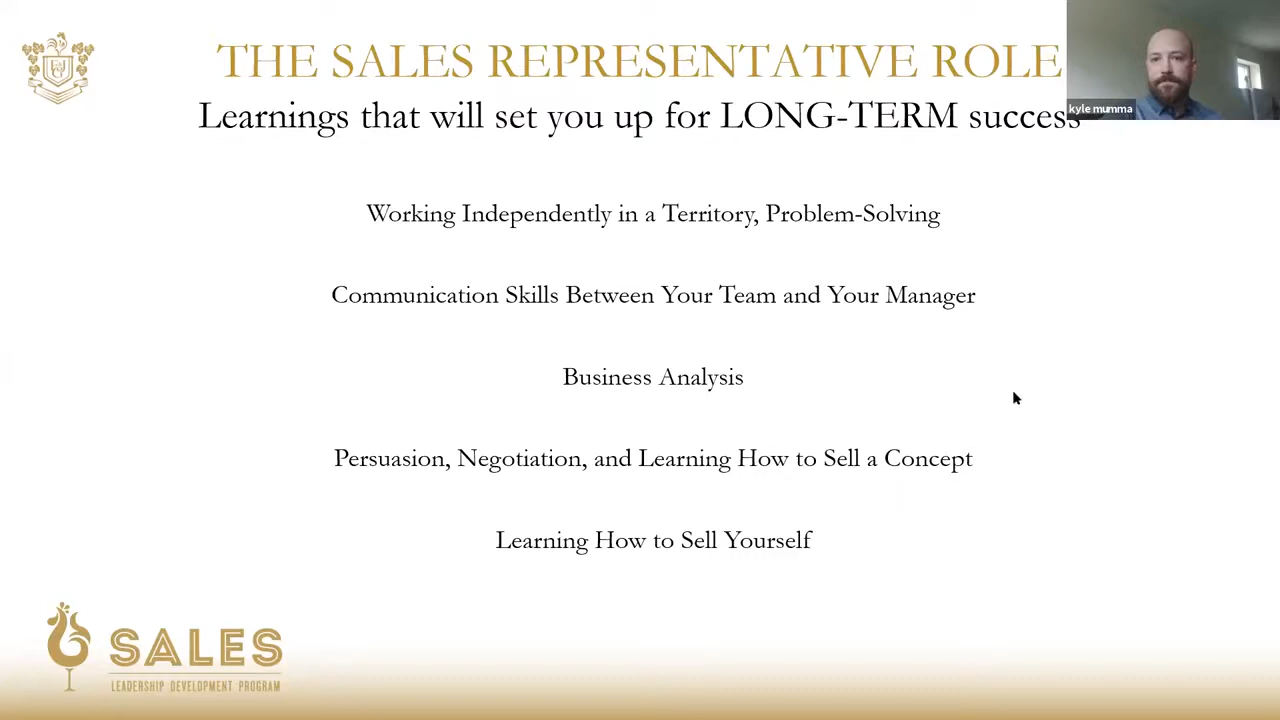 THE SALES REPRESENTATIVE ROLE
Learnings that will set you up for LONG-TERM success
kyle mumma
Working Independently in a Territory, Problem-Solving
Communication Skills Between Your Team and Your Manager
Business Analysis
Persuasion, Negotiation, and Learning How to Sell a Concept
Learning How to Sell Yourself
SALES
LEADERSHIP DEVELOPMENT PROGRAM